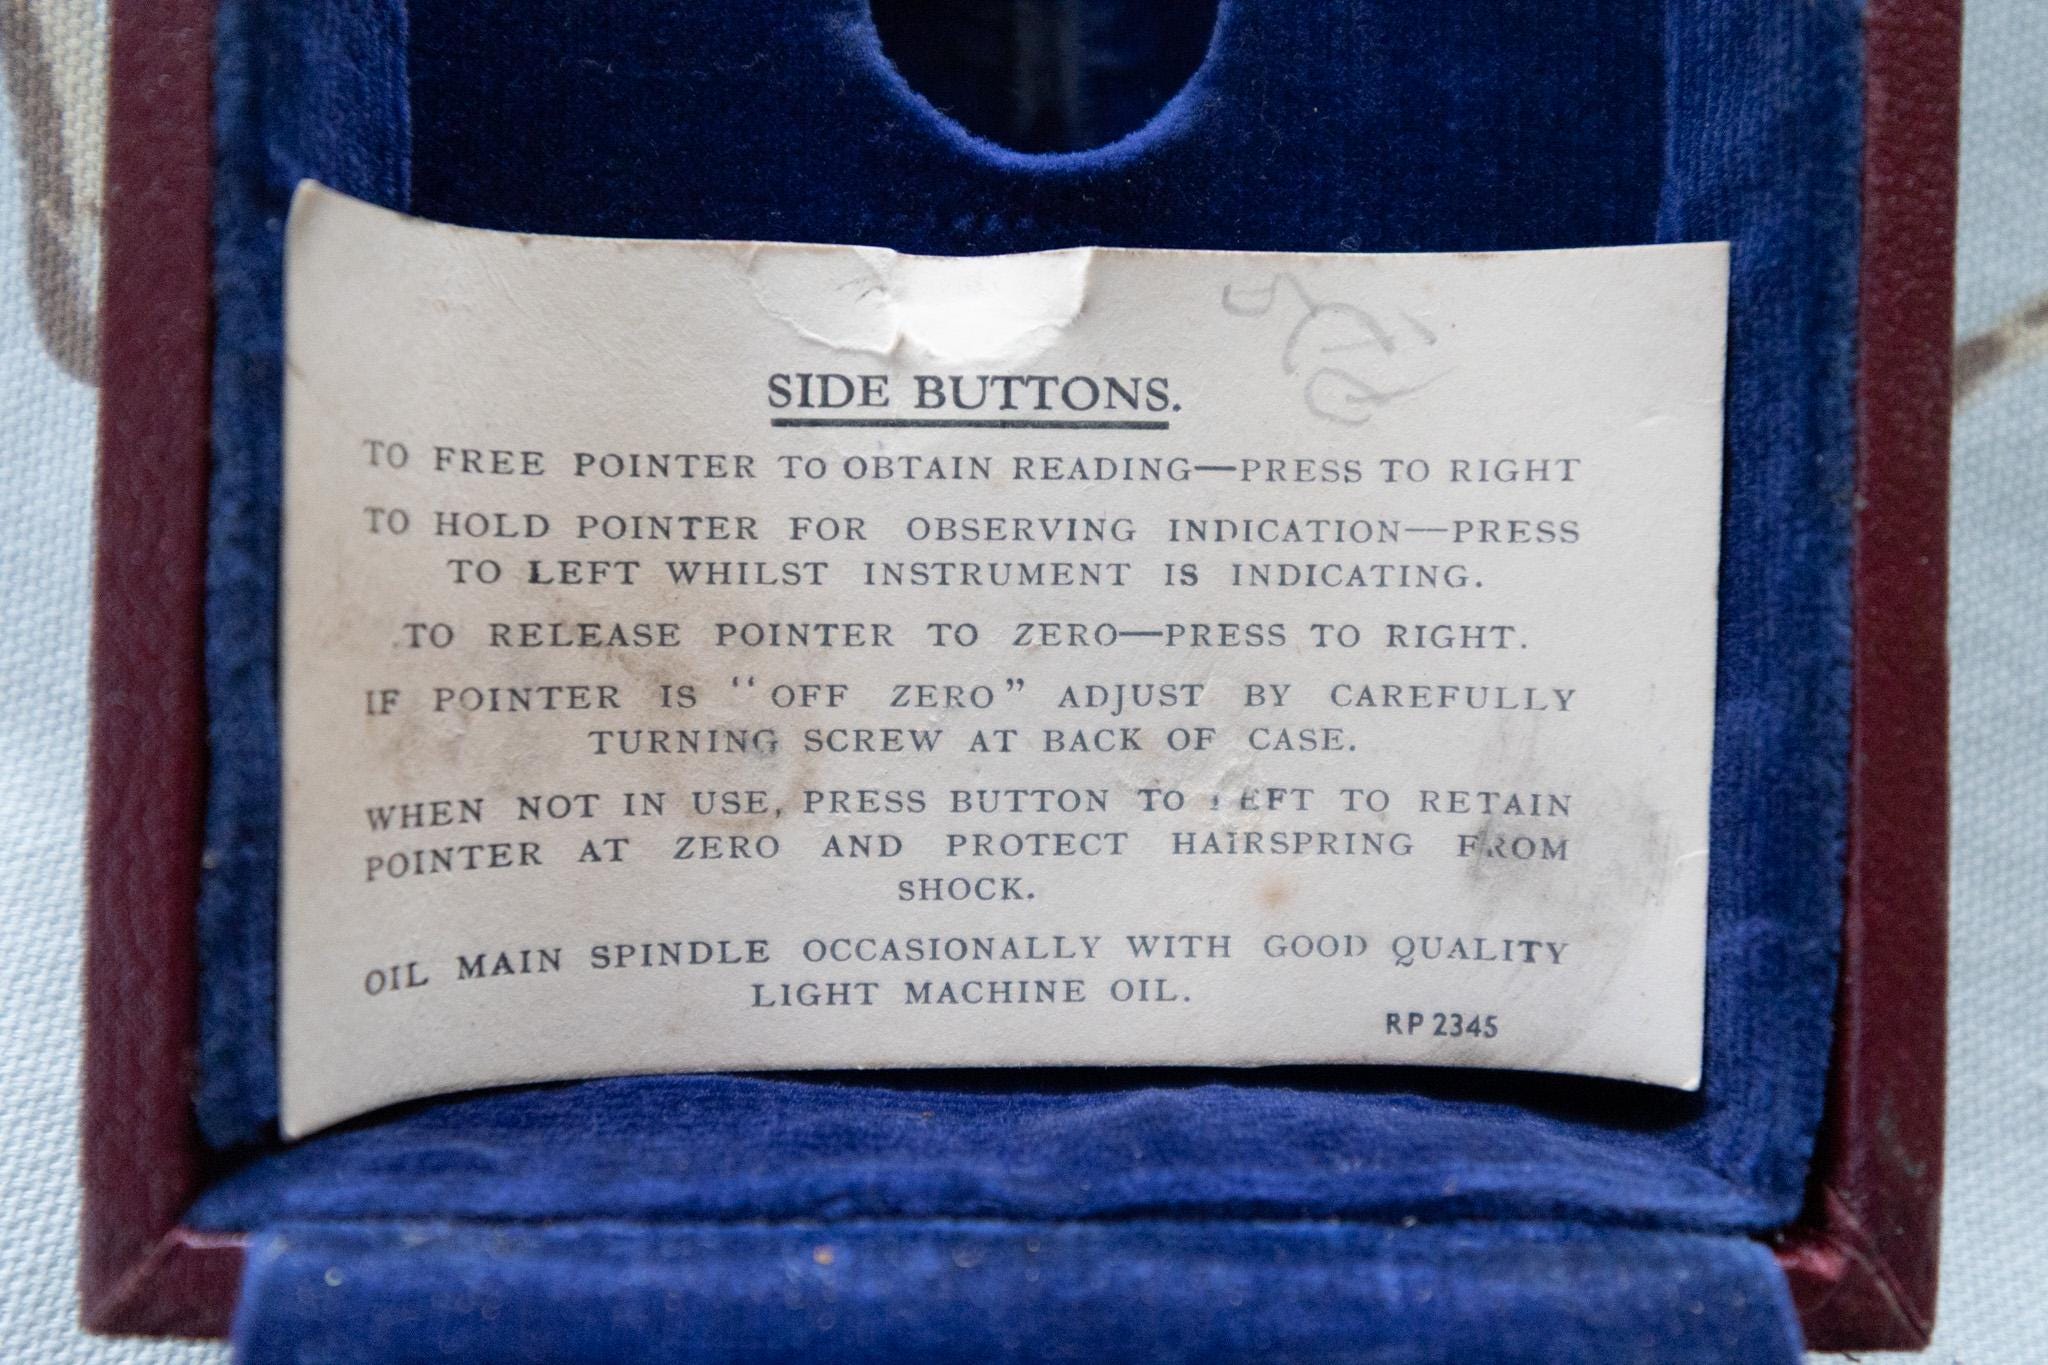 SIDE BUTTONS.
TO FREE POINTER TO OBTAIN READING—PRESS TO RIGHT
TO HOLD POINTER FOR OBSERVING INDICATION—PRESS
TO LEFT WHILST INSTRUMENT IS INDICATING.
TO RELEASE POINTER TO ZERO—PRESS TO RIGHT.
IF POINTER IS “OFF ZERO” ADJUST BY CAREFULLY
TURNING SCREW AT BACK OF CASE.
WHEN NOT IN USE, PRESS BUTTON TO LEFT TO RETAIN
POINTER AT ZERO AND PROTECT HAIRSPRING FROM
SHOCK.
OIL MAIN SPINDLE OCCASIONALLY WITH GOOD QUALITY
LIGHT MACHINE OIL.
RP 2345